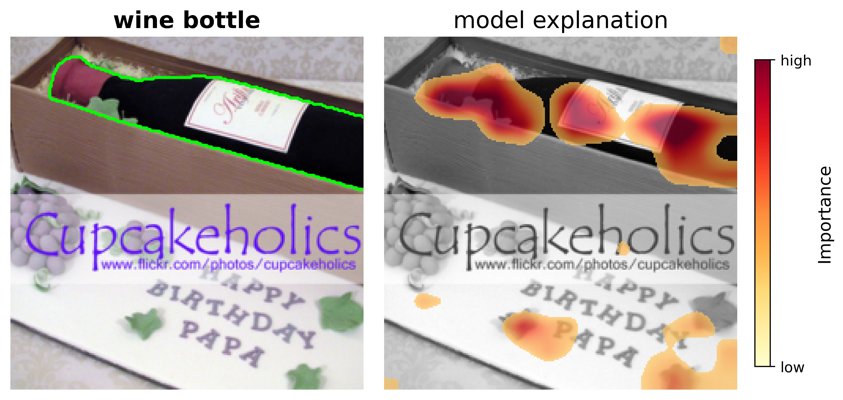 wine bottle
model explanation
Cupcakeholics
www.flickr.com/photos/cupcakeholics
HAPPY
BIRTHDAY
PAPA
Cupcakeholics
www.flickr.com/photos/cupcakeholics
HAPPY
BIRTHDAY
PAPA
high
low
Importance